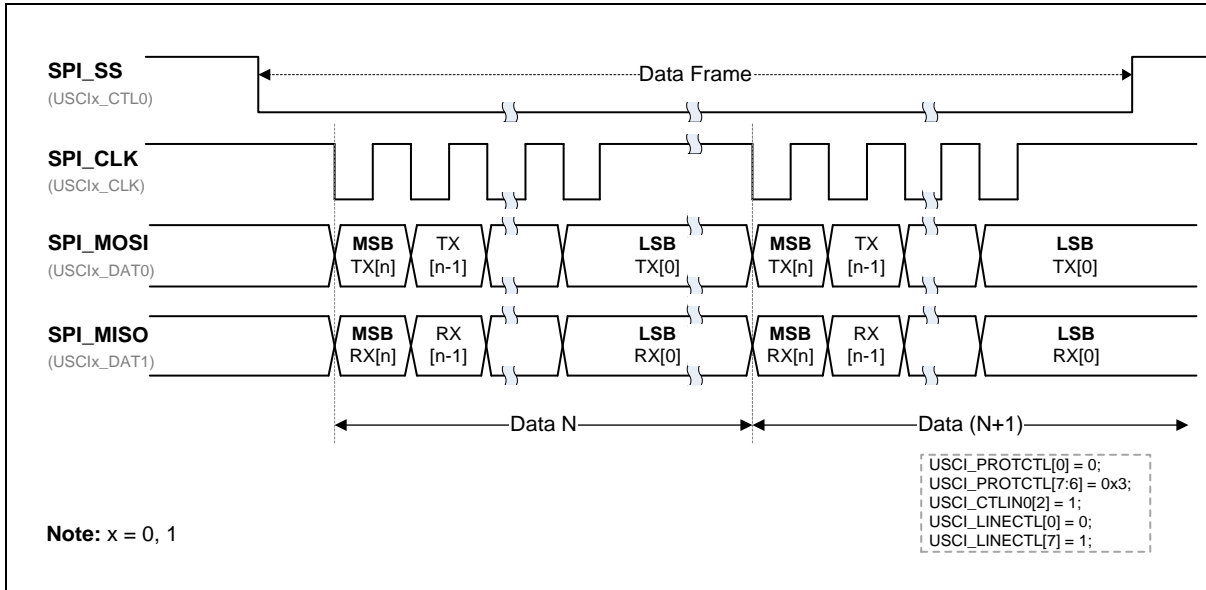 SPI_SS
(USCIx_CTL0)
Data Frame
SPI_CLK
(USCIx_CLK)
SPI_MOSI
(USCIx_DAT0)
MSB
TX[n]
TX
[n-1]
LSB
TX[0]
MSB
TX[n]
TX
[n-1]
LSB
TX[0]
SPI_MISO
(USCIx_DAT1)
MSB
RX[n]
RX
[n-1]
LSB
RX[0]
MSB
RX[n]
RX
[n-1]
LSB
RX[0]
Data N
Data (N+1)
USCI_PROTCTL[0] = 0;
USCI_PROTCTL[7:6] = 0x3;
USCI_CTLIN0[2] = 1;
USCI_LINECTL[0] = 0;
USCI_LINECTL[7] = 1;
Note: x = 0, 1